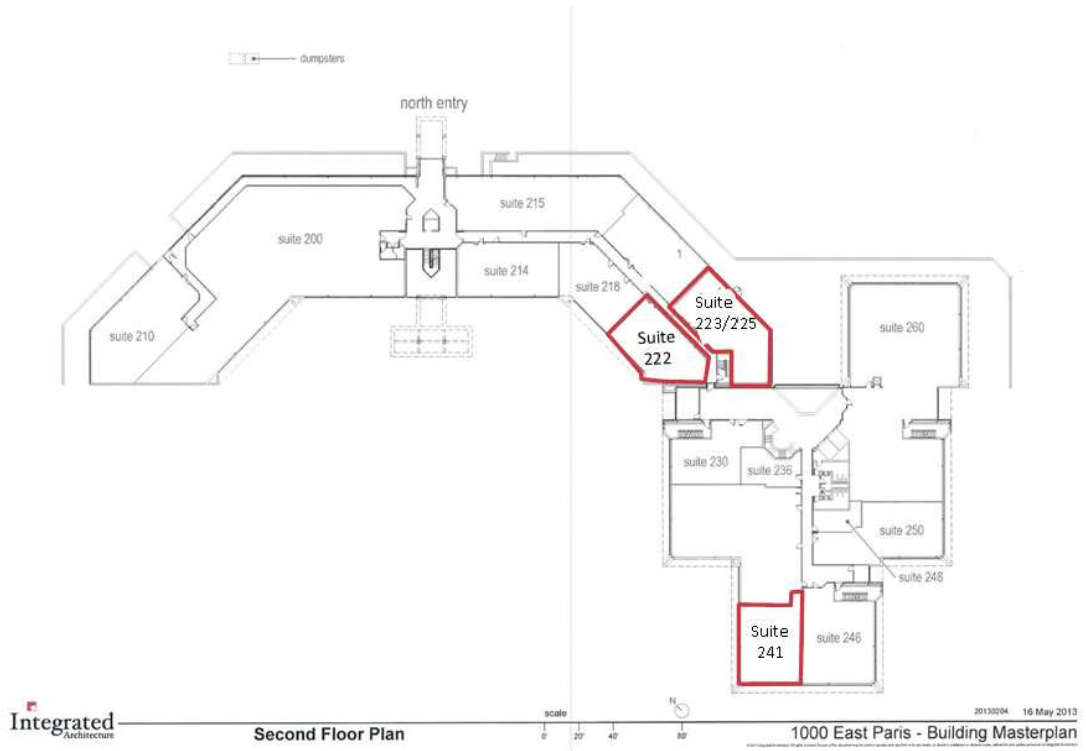 dumpsters
north entry
suite 215
suite 200
suite 214
suite 218
1
Suite
223/225
suite 260
suite 210
Suite
222
suite 230
suite 236
suite 250
suite 248
Suite
241
suite 246
N
Integrated
Architecture
Second Floor Plan
scale
0' 20' 40' 80'
20130204 16 May 2013
1000 East Paris - Building Masterplan